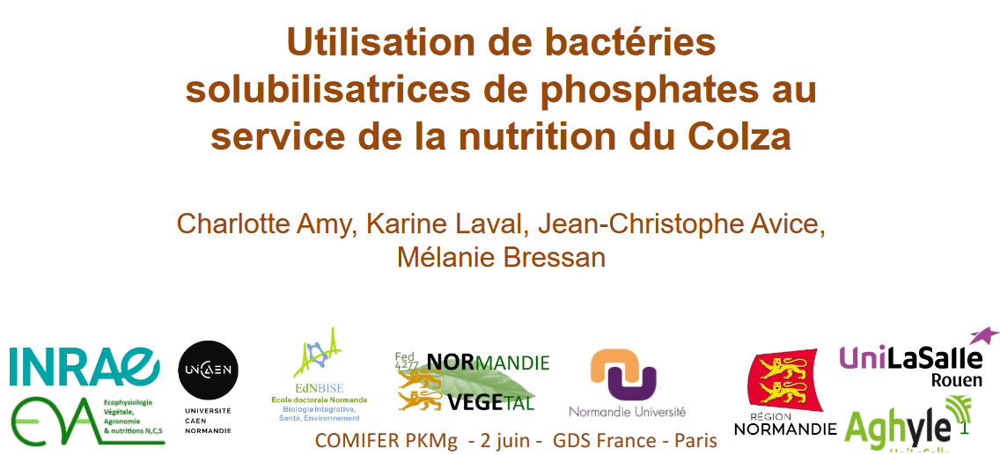 Utilisation de bactéries
solubilisatrices de phosphates au
service de la nutrition du Colza
Charlotte Amy, Karine Laval, Jean-Christophe Avice,
Mélanie Bressan
INRAE
EVA
Ecophysiologie
Végétale,
Agronomie
& nutritions N,C,S
UNICAEN
UNIVERSITÉ
CAEN
NORMANDIE
EdNBISE
Ecole doctorale Normande
Biologie Intégrative,
Santé, Environnement
Fed
4277
NORMANDIE
VEGETAL
Normandie Université
RÉGION
NORMANDIE
UniLaSalle
Rouen
Aghyle
UniLaSalle
COMIFER PKMg - 2 juin - GDS France - Paris